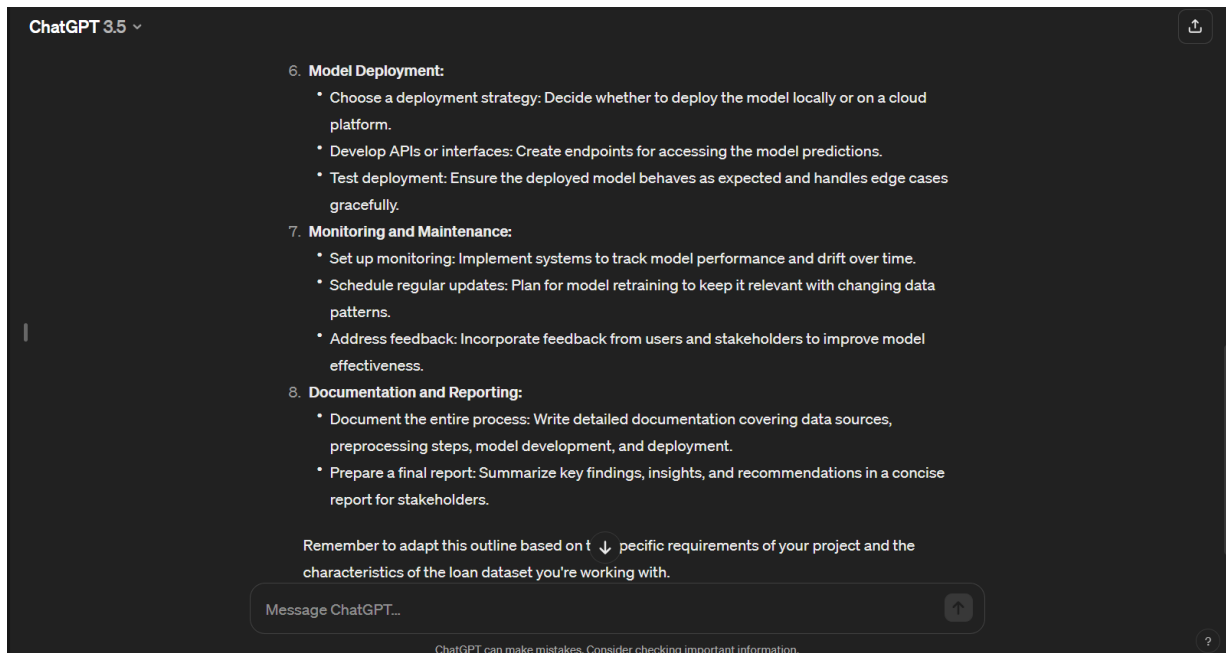 ChatGPT 3.5
6. Model Deployment:
• Choose a deployment strategy: Decide whether to deploy the model locally or on a cloud
platform.
• Develop APIs or interfaces: Create endpoints for accessing the model predictions.
• Test deployment: Ensure the deployed model behaves as expected and handles edge cases
gracefully.
7. Monitoring and Maintenance:
• Set up monitoring: Implement systems to track model performance and drift over time.
• Schedule regular updates: Plan for model retraining to keep it relevant with changing data
patterns.
• Address feedback: Incorporate feedback from users and stakeholders to improve model
effectiveness.
8. Documentation and Reporting:
• Document the entire process: Write detailed documentation covering data sources,
preprocessing steps, model development, and deployment.
• Prepare a final report: Summarize key findings, insights, and recommendations in a concise
report for stakeholders.
Remember to adapt this outline based on t pecific requirements of your project and the
characteristics of the loan dataset you're working with.
Message ChatGPT...
ChatGPT can make mistakes. Consider checking important information.
?